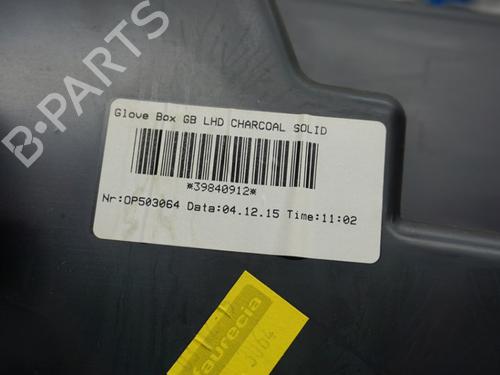 Glove Box GB LHD CHARCOAL SOLID
*39840912*
Nr:OP503064 Data:04.12.15 Time:11:02
faurecia
B-PARTS